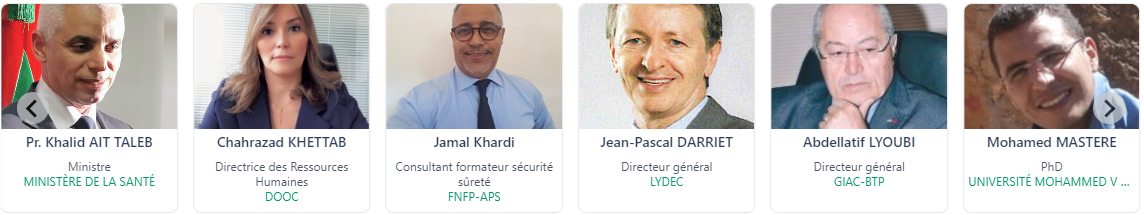 Pr. Khalid AIT TALEB
Ministre
MINISTÈRE DE LA SANTÉ
Chahrazad KHETTAB
Directrice des Ressources
Humaines
DOOC
Jamal Khardi
Consultant formateur sécurité
sûreté
FNFP-APS
Jean-Pascal DARRIET
Directeur général
LYDEC
Abdellatif LYOUBI
Directeur général
GIAC-BTP
Mohamed MASTERE
PhD
UNIVERSITÉ MOHAMMED V ...